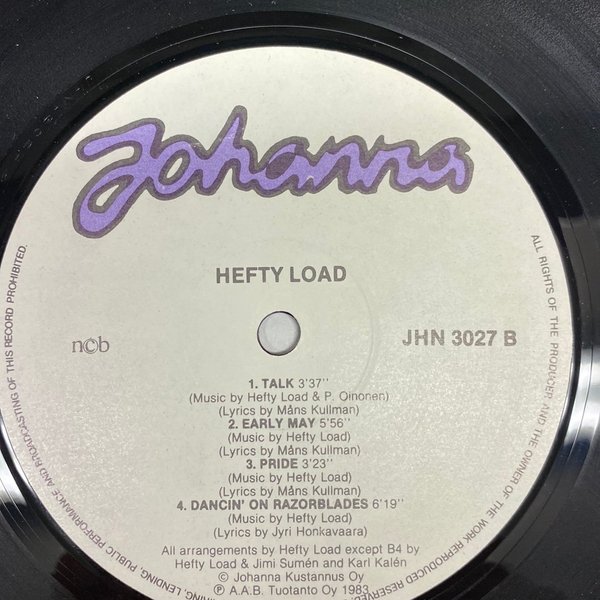 Johanna
HEFTY LOAD
ncb
JHN 3027 B
1. TALK 3'37''
(Music by Hefty Load & P. Oinonen)
(Lyrics by Måns Kullman)
2. EARLY MAY 5'56''
(Music by Hefty Load)
(Lyrics by Måns Kullman)
3. PRIDE 3'23''
(Music by Hefty Load)
(Lyrics by Måns Kullman)
4. DANCIN' ON RAZORBLADES 6'19''
(Music by Hefty Load)
(Lyrics by Jyri Honkavaara)
All arrangements by Hefty Load except B4 by
Hefty Load & Jimi Sumén and Karl Kalén
© Johanna Kustannus Oy
℗ A.A.B. Tuotanto Oy 1983
ALL RIGHTS OF THE PRODUCER AND THE OWNER OF THE WORK REPRODUCED RESERVED
LENDING, PUBLIC PERFORMANCE AND BROADCASTING OF THIS RECORD PROHIBITED.